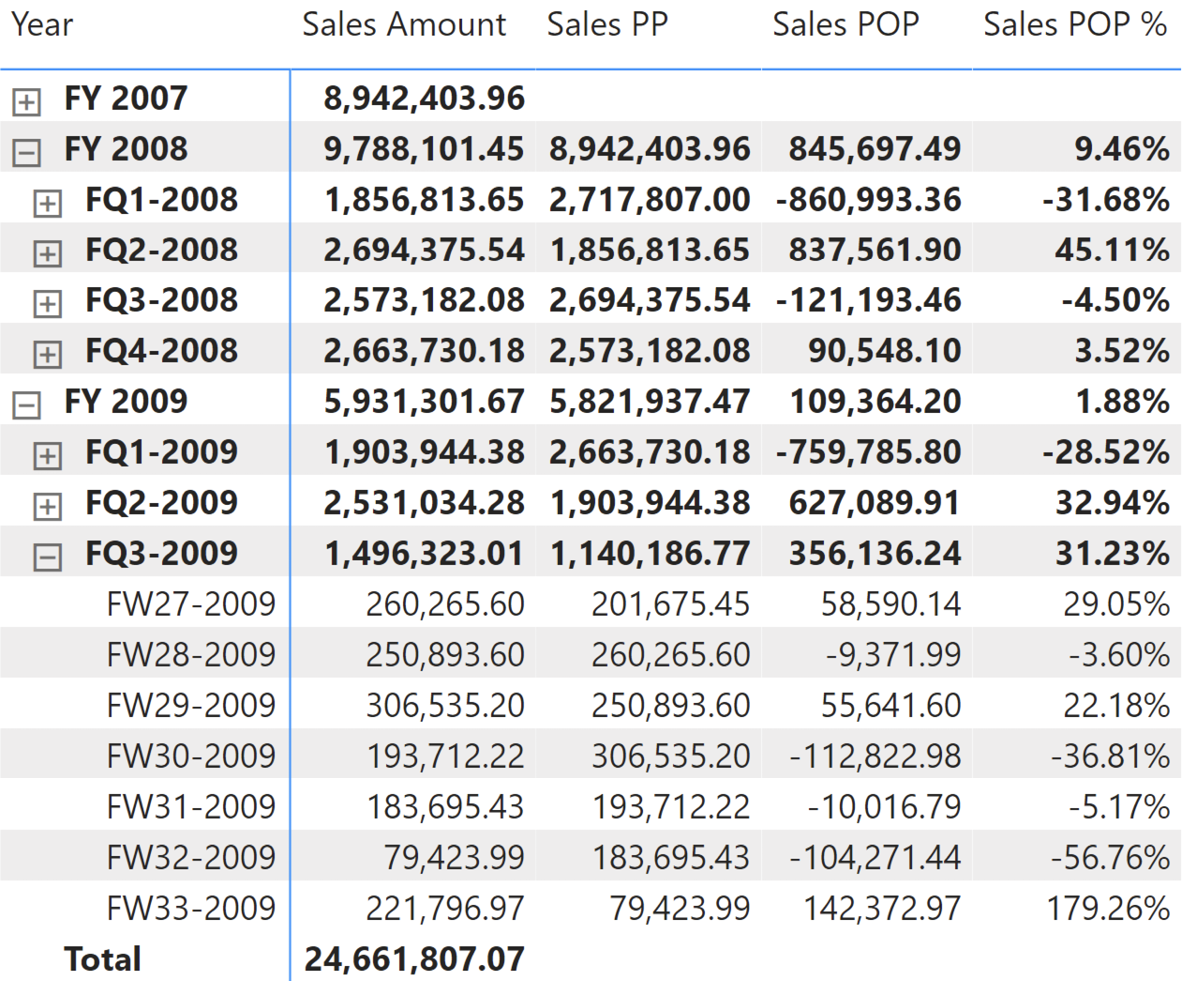 Year Sales Amount Sales PP Sales POP Sales POP %
FY 2007 8,942,403.96
FY 2008 9,788,101.45 8,942,403.96 845,697.49 9.46%
FQ1-2008 1,856,813.65 2,717,807.00 -860,993.36 -31.68%
FQ2-2008 2,694,375.54 1,856,813.65 837,561.90 45.11%
FQ3-2008 2,573,182.08 2,694,375.54 -121,193.46 -4.50%
FQ4-2008 2,663,730.18 2,573,182.08 90,548.10 3.52%
FY 2009 5,931,301.67 5,821,937.47 109,364.20 1.88%
FQ1-2009 1,903,944.38 2,663,730.18 -759,785.80 -28.52%
FQ2-2009 2,531,034.28 1,903,944.38 627,089.91 32.94%
FQ3-2009 1,496,323.01 1,140,186.77 356,136.24 31.23%
FW27-2009 260,265.60 201,675.45 58,590.14 29.05%
FW28-2009 250,893.60 260,265.60 -9,371.99 -3.60%
FW29-2009 306,535.20 250,893.60 55,641.60 22.18%
FW30-2009 193,712.22 306,535.20 -112,822.98 -36.81%
FW31-2009 183,695.43 193,712.22 -10,016.79 -5.17%
FW32-2009 79,423.99 183,695.43 -104,271.44 -56.76%
FW33-2009 221,796.97 79,423.99 142,372.97 179.26%
Total 24,661,807.07